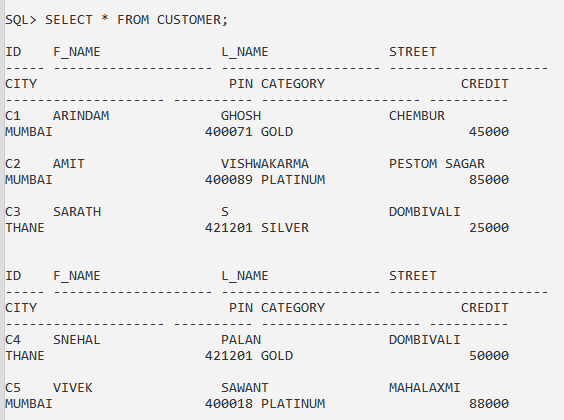 SQL> SELECT * FROM CUSTOMER;
ID    F_NAME               L_NAME               STREET
----- -------------------- -------------------- --------------------
CITY                        PIN CATEGORY                 CREDIT
-------------------- ---------- -------------------- ----------
C1    ARINDAM              GHOSH                CHEMBUR
MUMBAI                   400071 GOLD                      45000
C2    AMIT                 VISHWAKARMA          PESTOM SAGAR
MUMBAI                   400089 PLATINUM                  85000
C3    SARATH               S                    DOMBIVALI
THANE                    421201 SILVER                    25000
ID    F_NAME               L_NAME               STREET
----- -------------------- -------------------- --------------------
CITY                        PIN CATEGORY                 CREDIT
-------------------- ---------- -------------------- ----------
C4    SNEHAL               PALAN                DOMBIVALI
THANE                    421201 GOLD                      50000
C5    VIVEK                SAWANT               MAHALAXMI
MUMBAI                   400018 PLATINUM                  88000